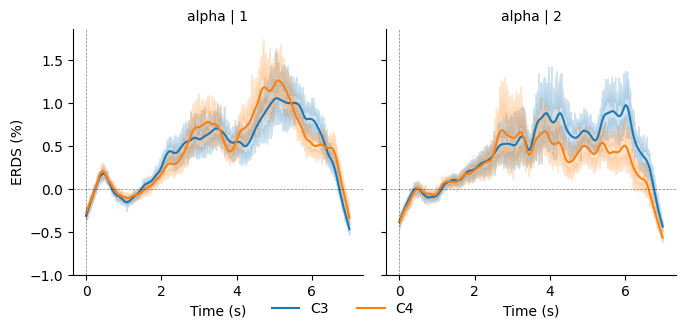 alpha | 1
alpha | 2
ERDS (%)
1.5
1.0
0.5
0.0
−0.5
−1.0
0 2 4 6
0 2 4 6
Time (s)
C3
C4
Time (s)